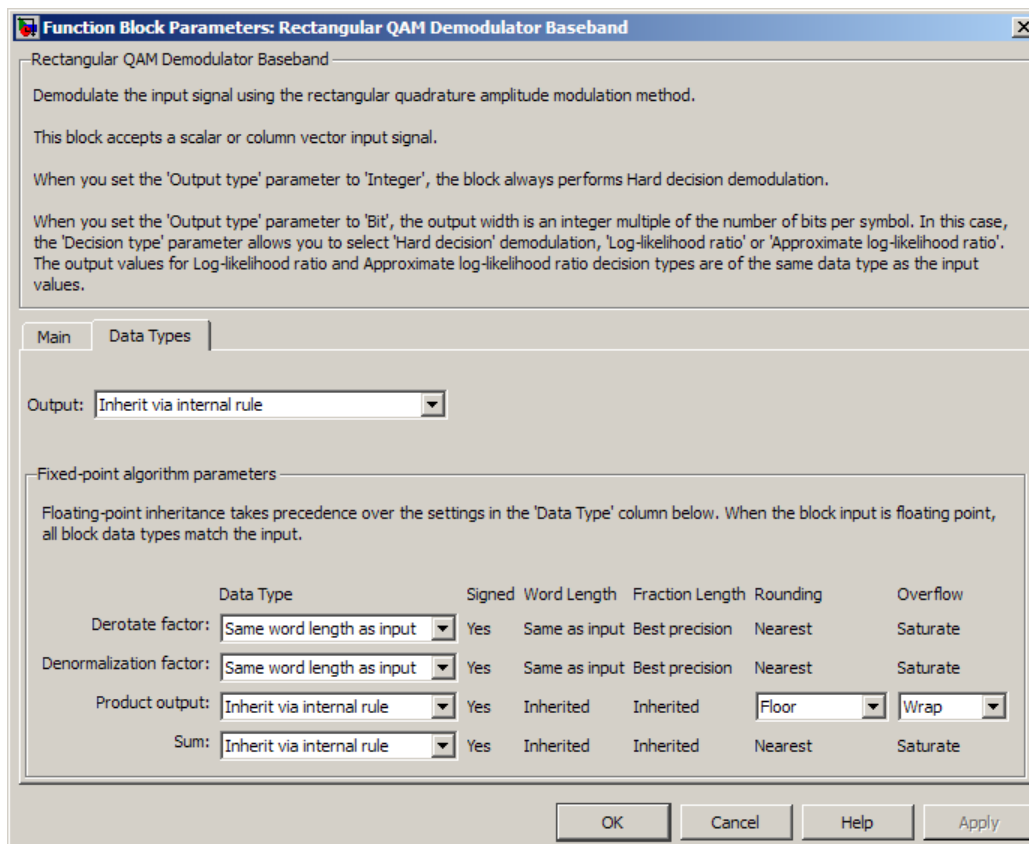 Function Block Parameters: Rectangular QAM Demodulator Baseband
Rectangular QAM Demodulator Baseband
Demodulate the input signal using the rectangular quadrature amplitude modulation method.
This block accepts a scalar or column vector input signal.
When you set the 'Output type' parameter to 'Integer', the block always performs Hard decision demodulation.
When you set the 'Output type' parameter to 'Bit', the output width is an integer multiple of the number of bits per symbol. In this case,
the 'Decision type' parameter allows you to select 'Hard decision' demodulation, 'Log-likelihood ratio' or 'Approximate log-likelihood ratio'.
The output values for Log-likelihood ratio and Approximate log-likelihood ratio decision types are of the same data type as the input
values.
Main Data Types
Output: Inherit via internal rule
Fixed-point algorithm parameters
Floating-point inheritance takes precedence over the settings in the 'Data Type' column below. When the block input is floating point,
all block data types match the input.
Data Type Signed Word Length Fraction Length Rounding Overflow
Derotate factor: Same word length as input Yes Same as input Best precision Nearest Saturate
Denormalization factor: Same word length as input Yes Same as input Best precision Nearest Saturate
Product output: Inherit via internal rule Yes Inherited Inherited Floor Wrap
Sum: Inherit via internal rule Yes Inherited Inherited Nearest Saturate
OK Cancel Help Apply